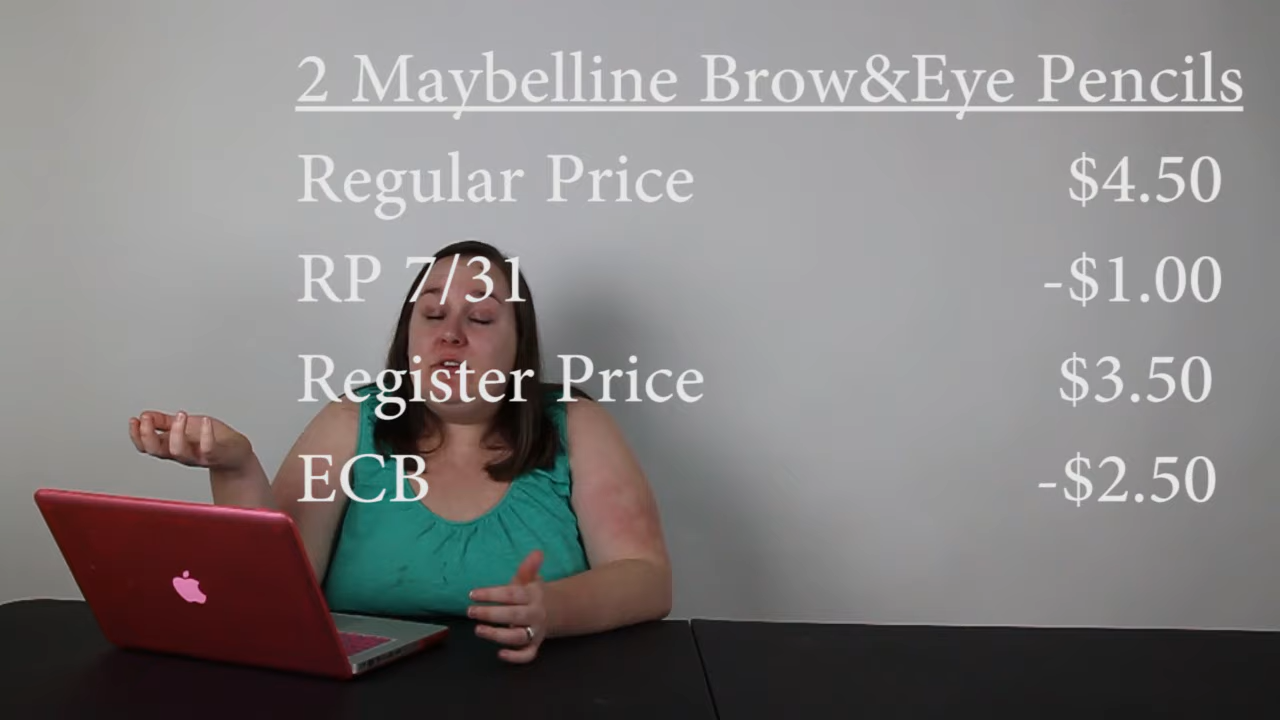 2 Maybelline Brow&Eye Pencils
Regular Price $4.50
RP 7/31 -$1.00
Register Price $3.50
ECB -$2.50